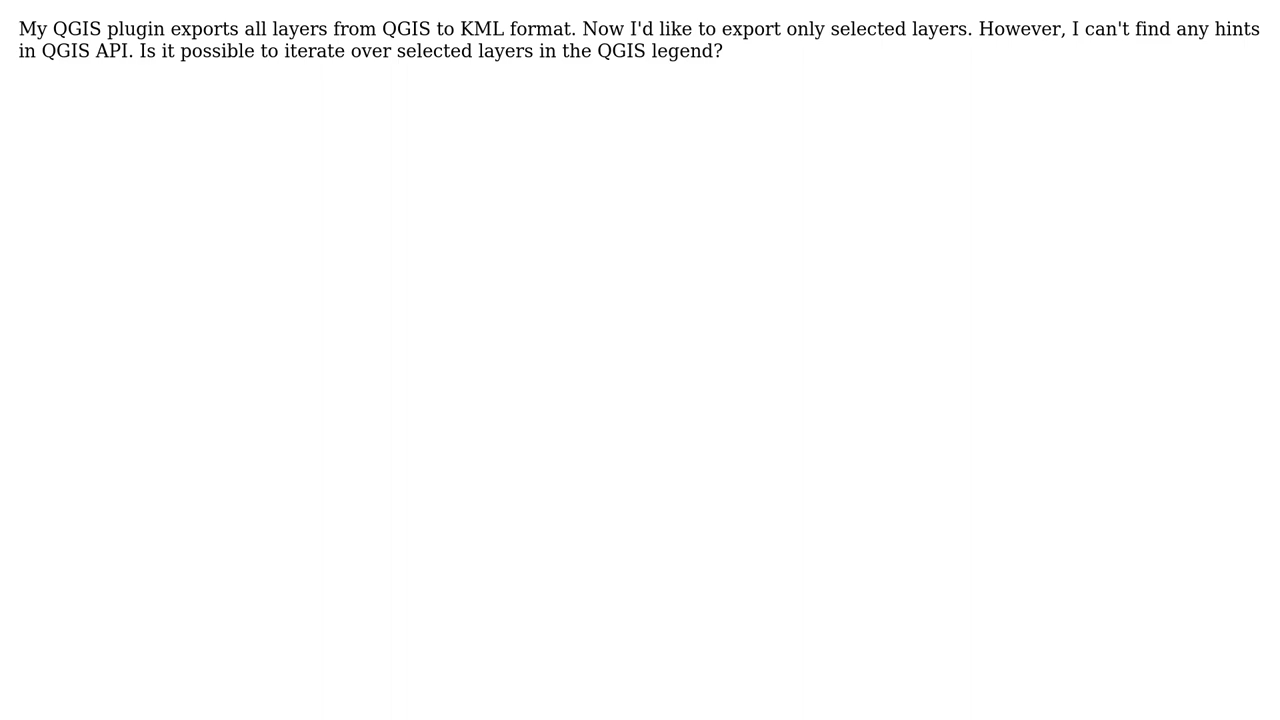 My QGIS plugin exports all layers from QGIS to KML format. Now I'd like to export only selected layers. However, I can't find any hints
in QGIS API. Is it possible to iterate over selected layers in the QGIS legend?